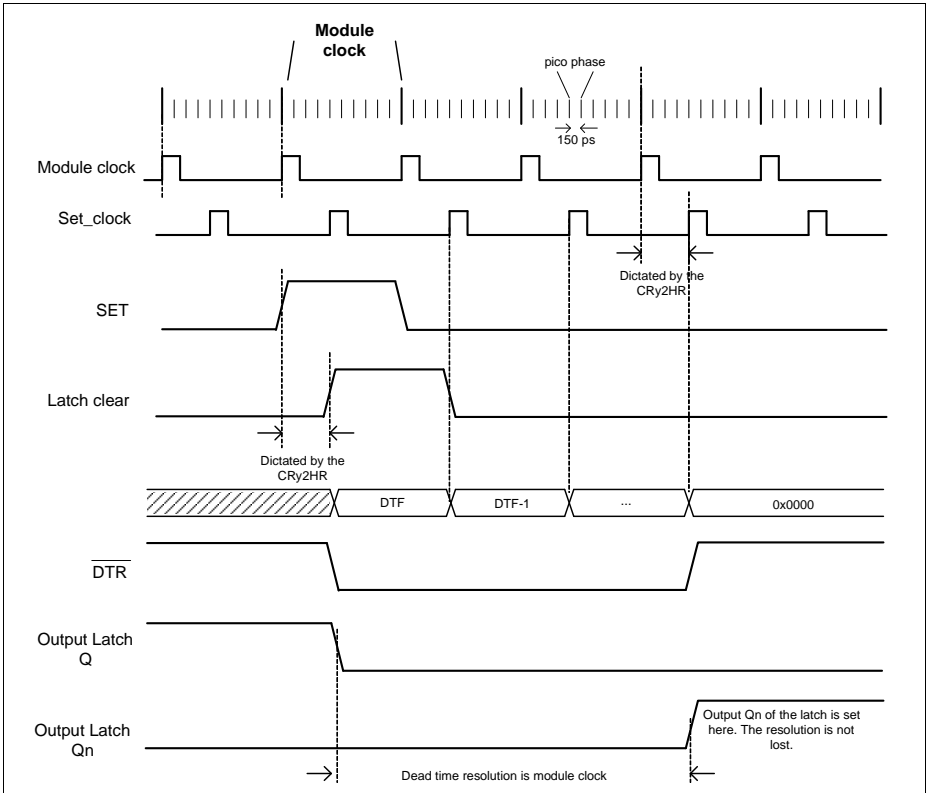 Module
clock
pico phase
150 ps
Module clock
Set_clock
Dictated by the
CRy2HR
SET
Latch clear
Dictated by the
CRy2HR
DTF
DTF-1
...
0x0000
DTR
Output Latch
Q
Output Latch
Qn
Output Qn of the latch is set
here. The resolution is not
lost.
Dead time resolution is module clock